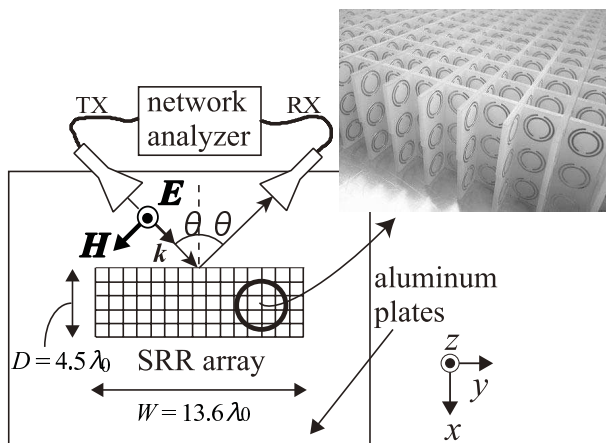 TX
network
analyzer
RX
E
H
k
θ θ
D = 4.5λ0
SRR array
W = 13.6λ0
aluminum
plates
z
y
x